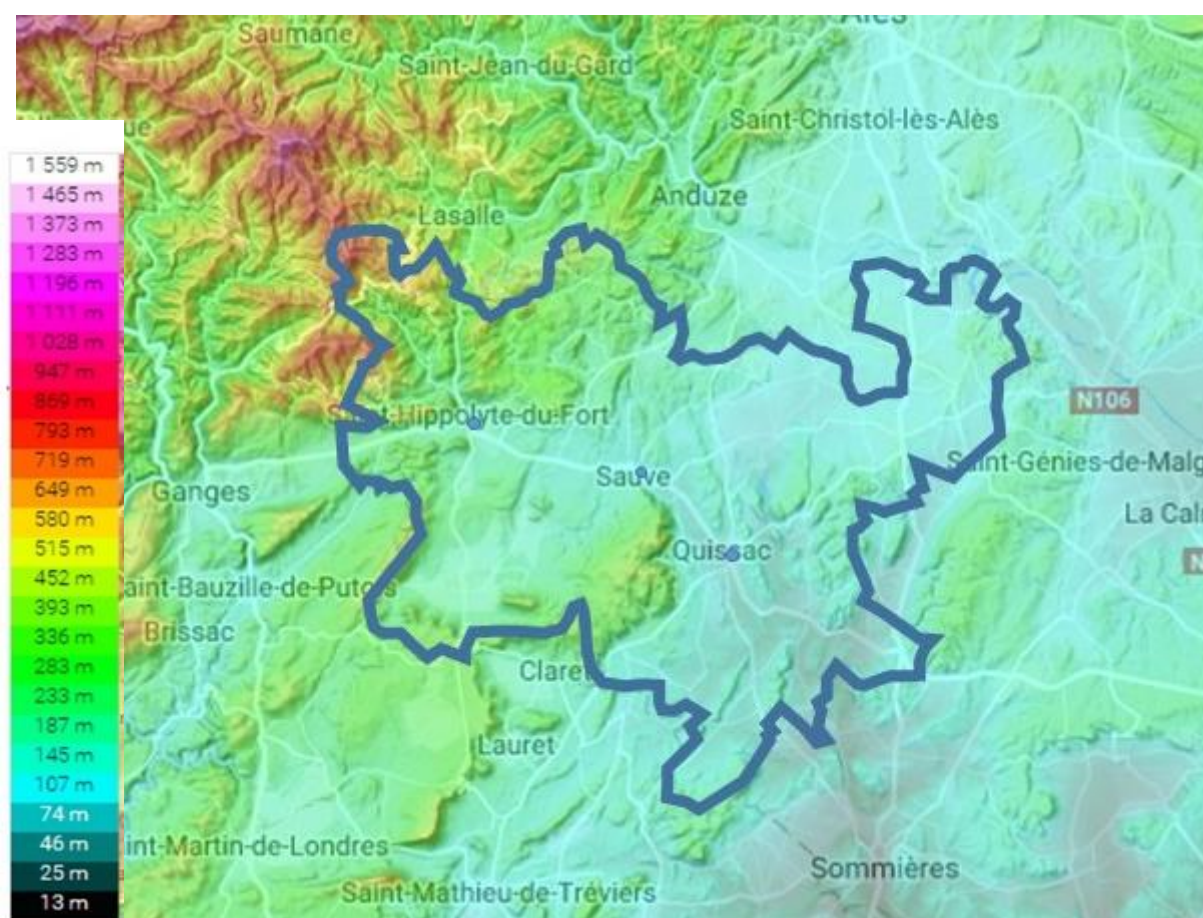 Alès
Saumane
Saint-Jean-du-Gard
Saint-Christol-lès-Alès
que
Anduze
Lasalle
1 559 m
1 465 m
1 373 m
1 283 m
1 196 m
1 111 m
1 028 m
947 m
869 m
793 m
719 m
649 m
580 m
515 m
452 m
393 m
336 m
283 m
233 m
187 m
145 m
107 m
74 m
46 m
25 m
13 m
N106
Saint-Hippolyte-du-Fort
Sauve
Saint-Génies-de-Malg
Ganges
La Cal
Quissac
N
aint-Bauzille-de-Putois
Brissac
Claret
Lauret
int-Martin-de-Londres
Sommières
Saint-Mathieu-de-Tréviers